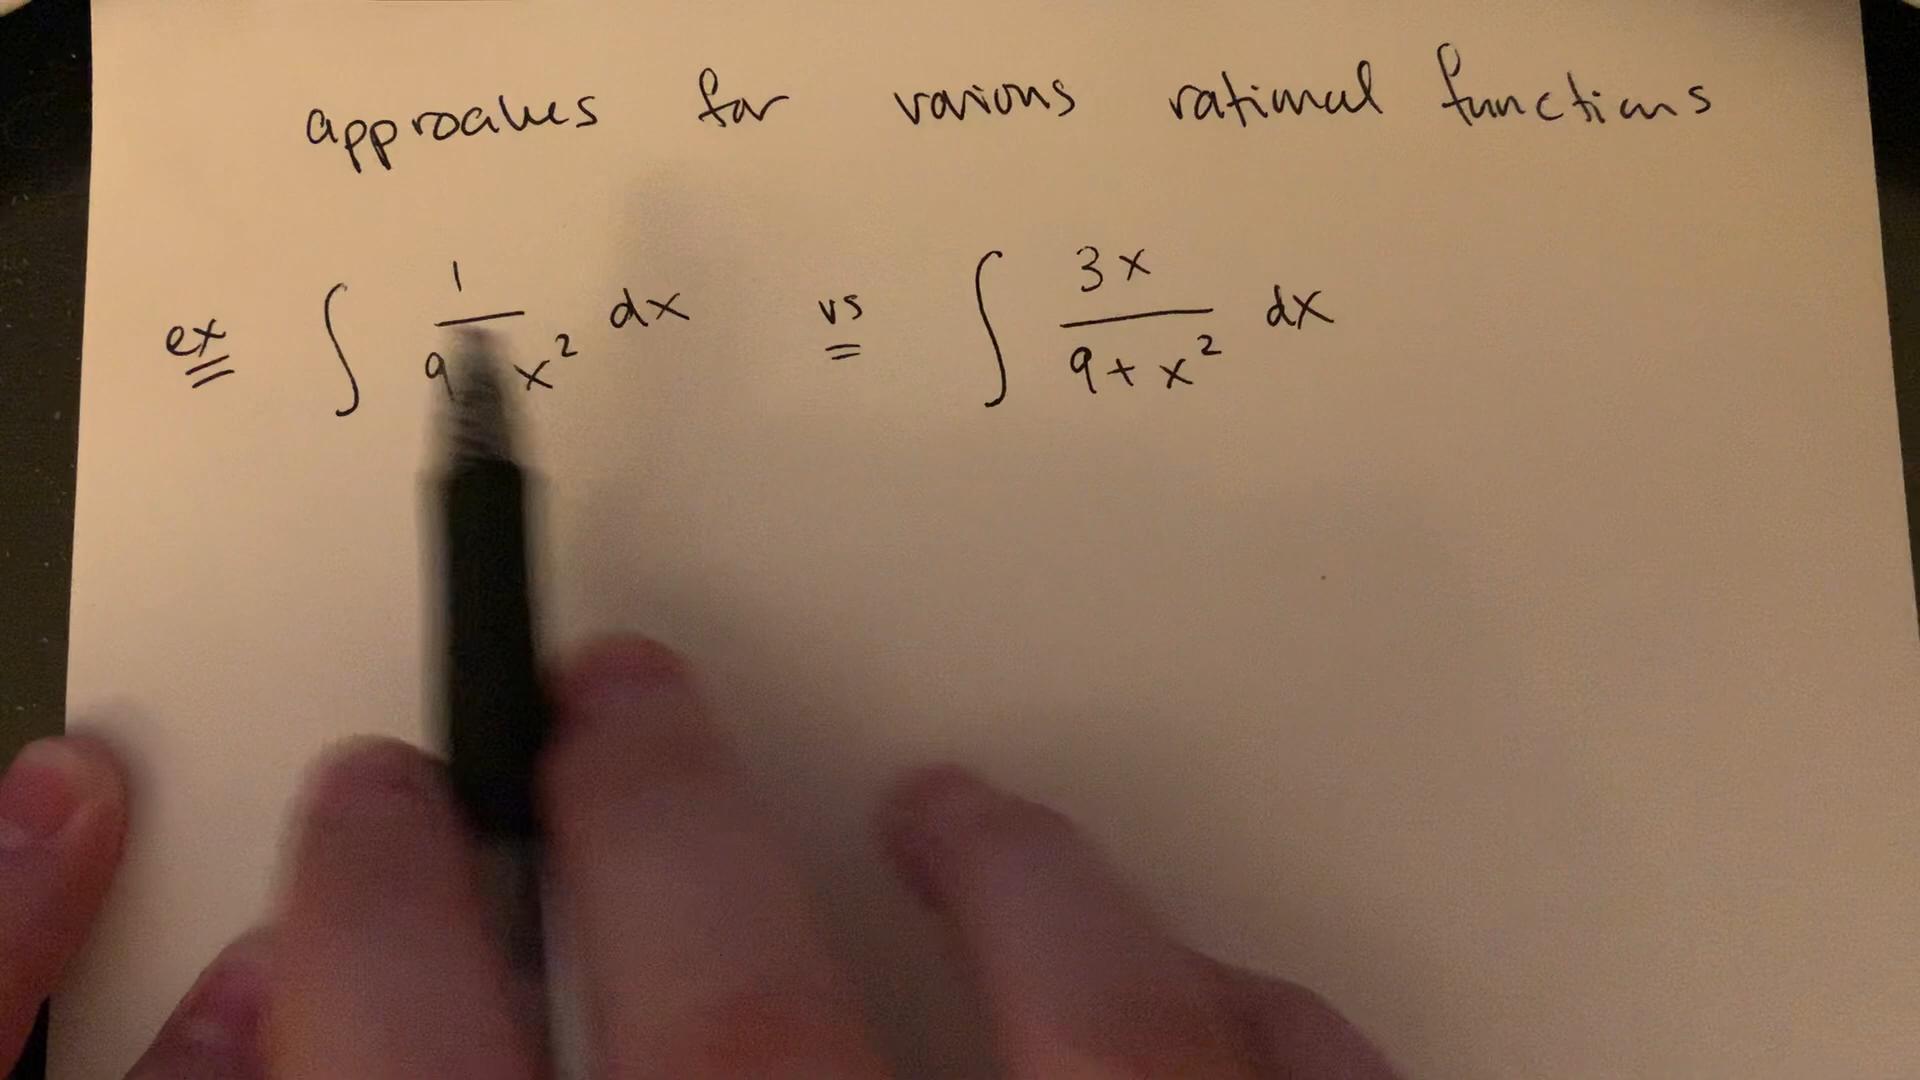 approaches for various rational functions
ex ∫ 1/9 x² dx vs ∫ 3x/9+x² dx